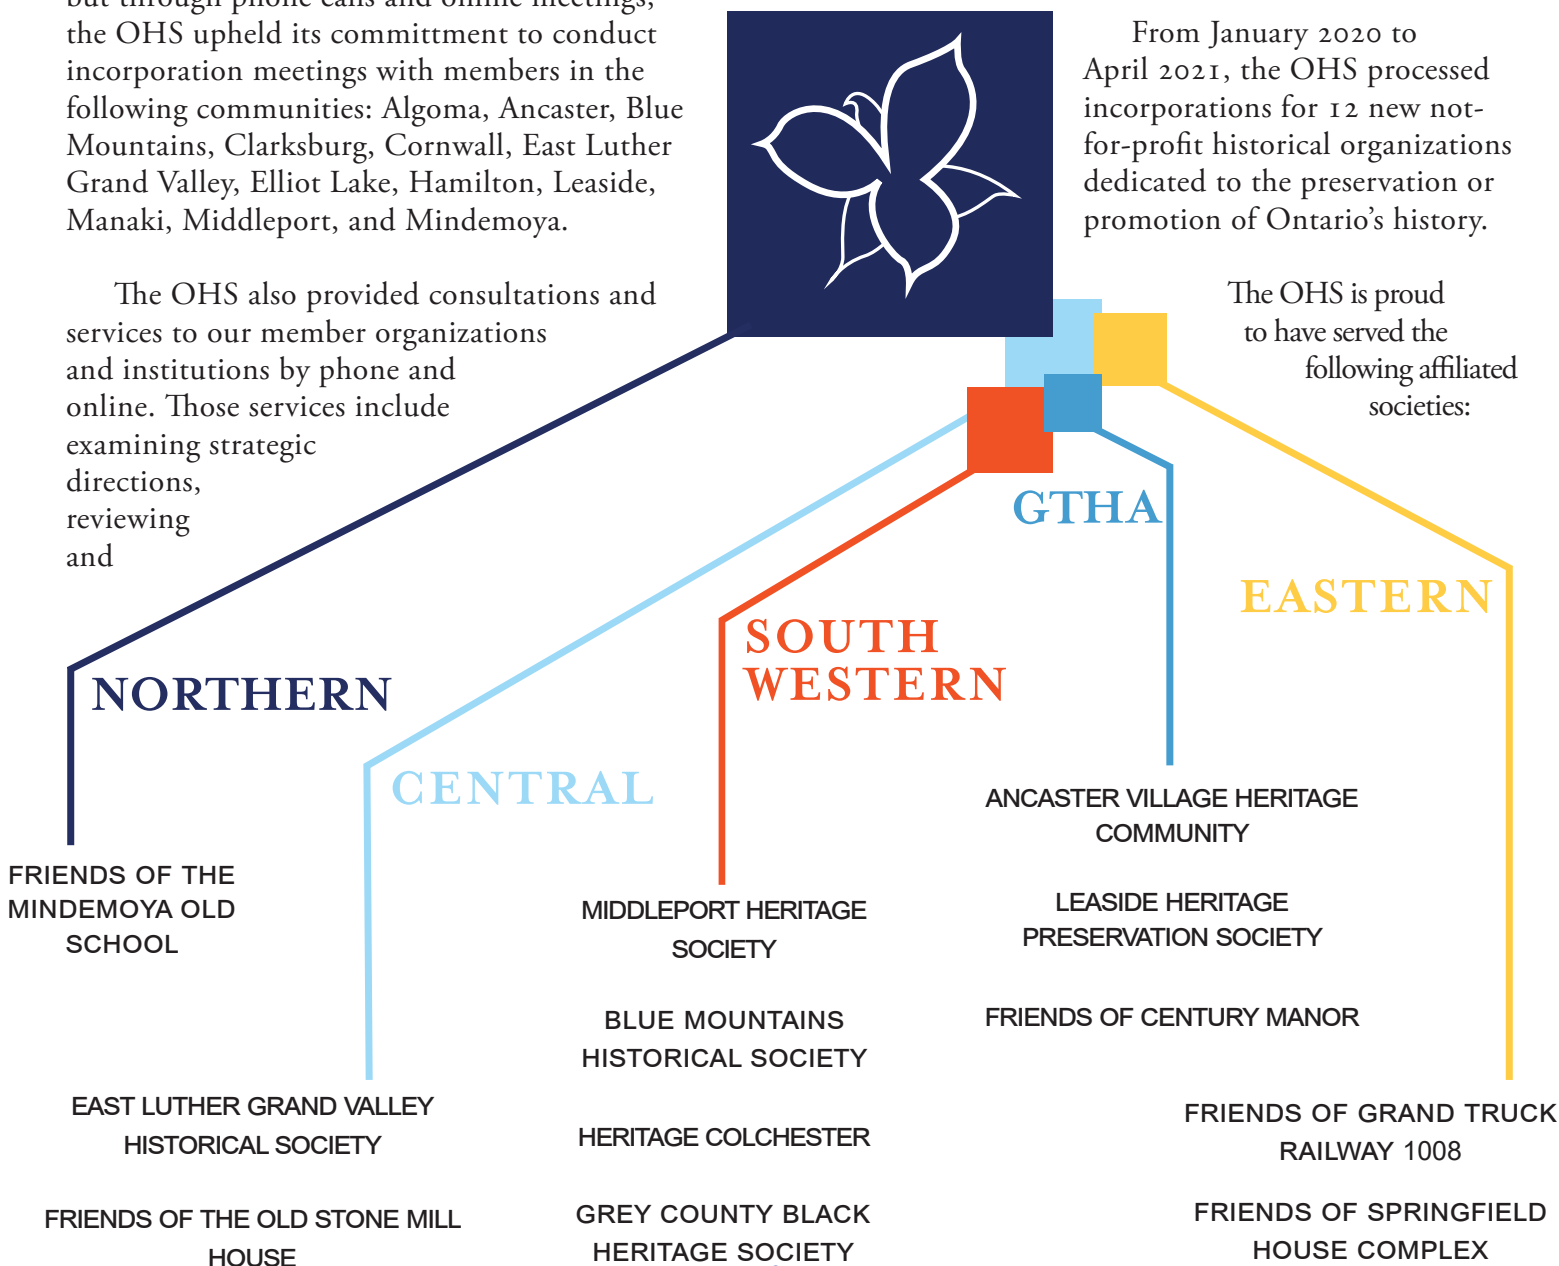 but through phone calls and online meetings,
the OHS upheld its committment to conduct
incorporation meetings with members in the
following communities: Algoma, Ancaster, Blue
Mountains, Clarksburg, Cornwall, East Luther
Grand Valley, Elliot Lake, Hamilton, Leaside,
Manaki, Middleport, and Mindemoya.
The OHS also provided consultations and
services to our member organizations
and institutions by phone and
online. Those services include
examining strategic
directions,
reviewing
and
From January 2020 to
April 2021, the OHS processed
incorporations for 12 new not-
for-profit historical organizations
dedicated to the preservation or
promotion of Ontario's history.
The OHS is proud
to have served the
following affiliated
societies:
NORTHERN
FRIENDS OF THE
MINDEMOYA OLD
SCHOOL
CENTRAL
EAST LUTHER GRAND VALLEY
HISTORICAL SOCIETY
FRIENDS OF THE OLD STONE MILL
HOUSE
SOUTH
WESTERN
MIDDLEPORT HERITAGE
SOCIETY
BLUE MOUNTAINS
HISTORICAL SOCIETY
HERITAGE COLCHESTER
GREY COUNTY BLACK
HERITAGE SOCIETY
GTHA
ANCASTER VILLAGE HERITAGE
COMMUNITY
LEASIDE HERITAGE
PRESERVATION SOCIETY
FRIENDS OF CENTURY MANOR
EASTERN
FRIENDS OF GRAND TRUCK
RAILWAY 1008
FRIENDS OF SPRINGFIELD
HOUSE COMPLEX